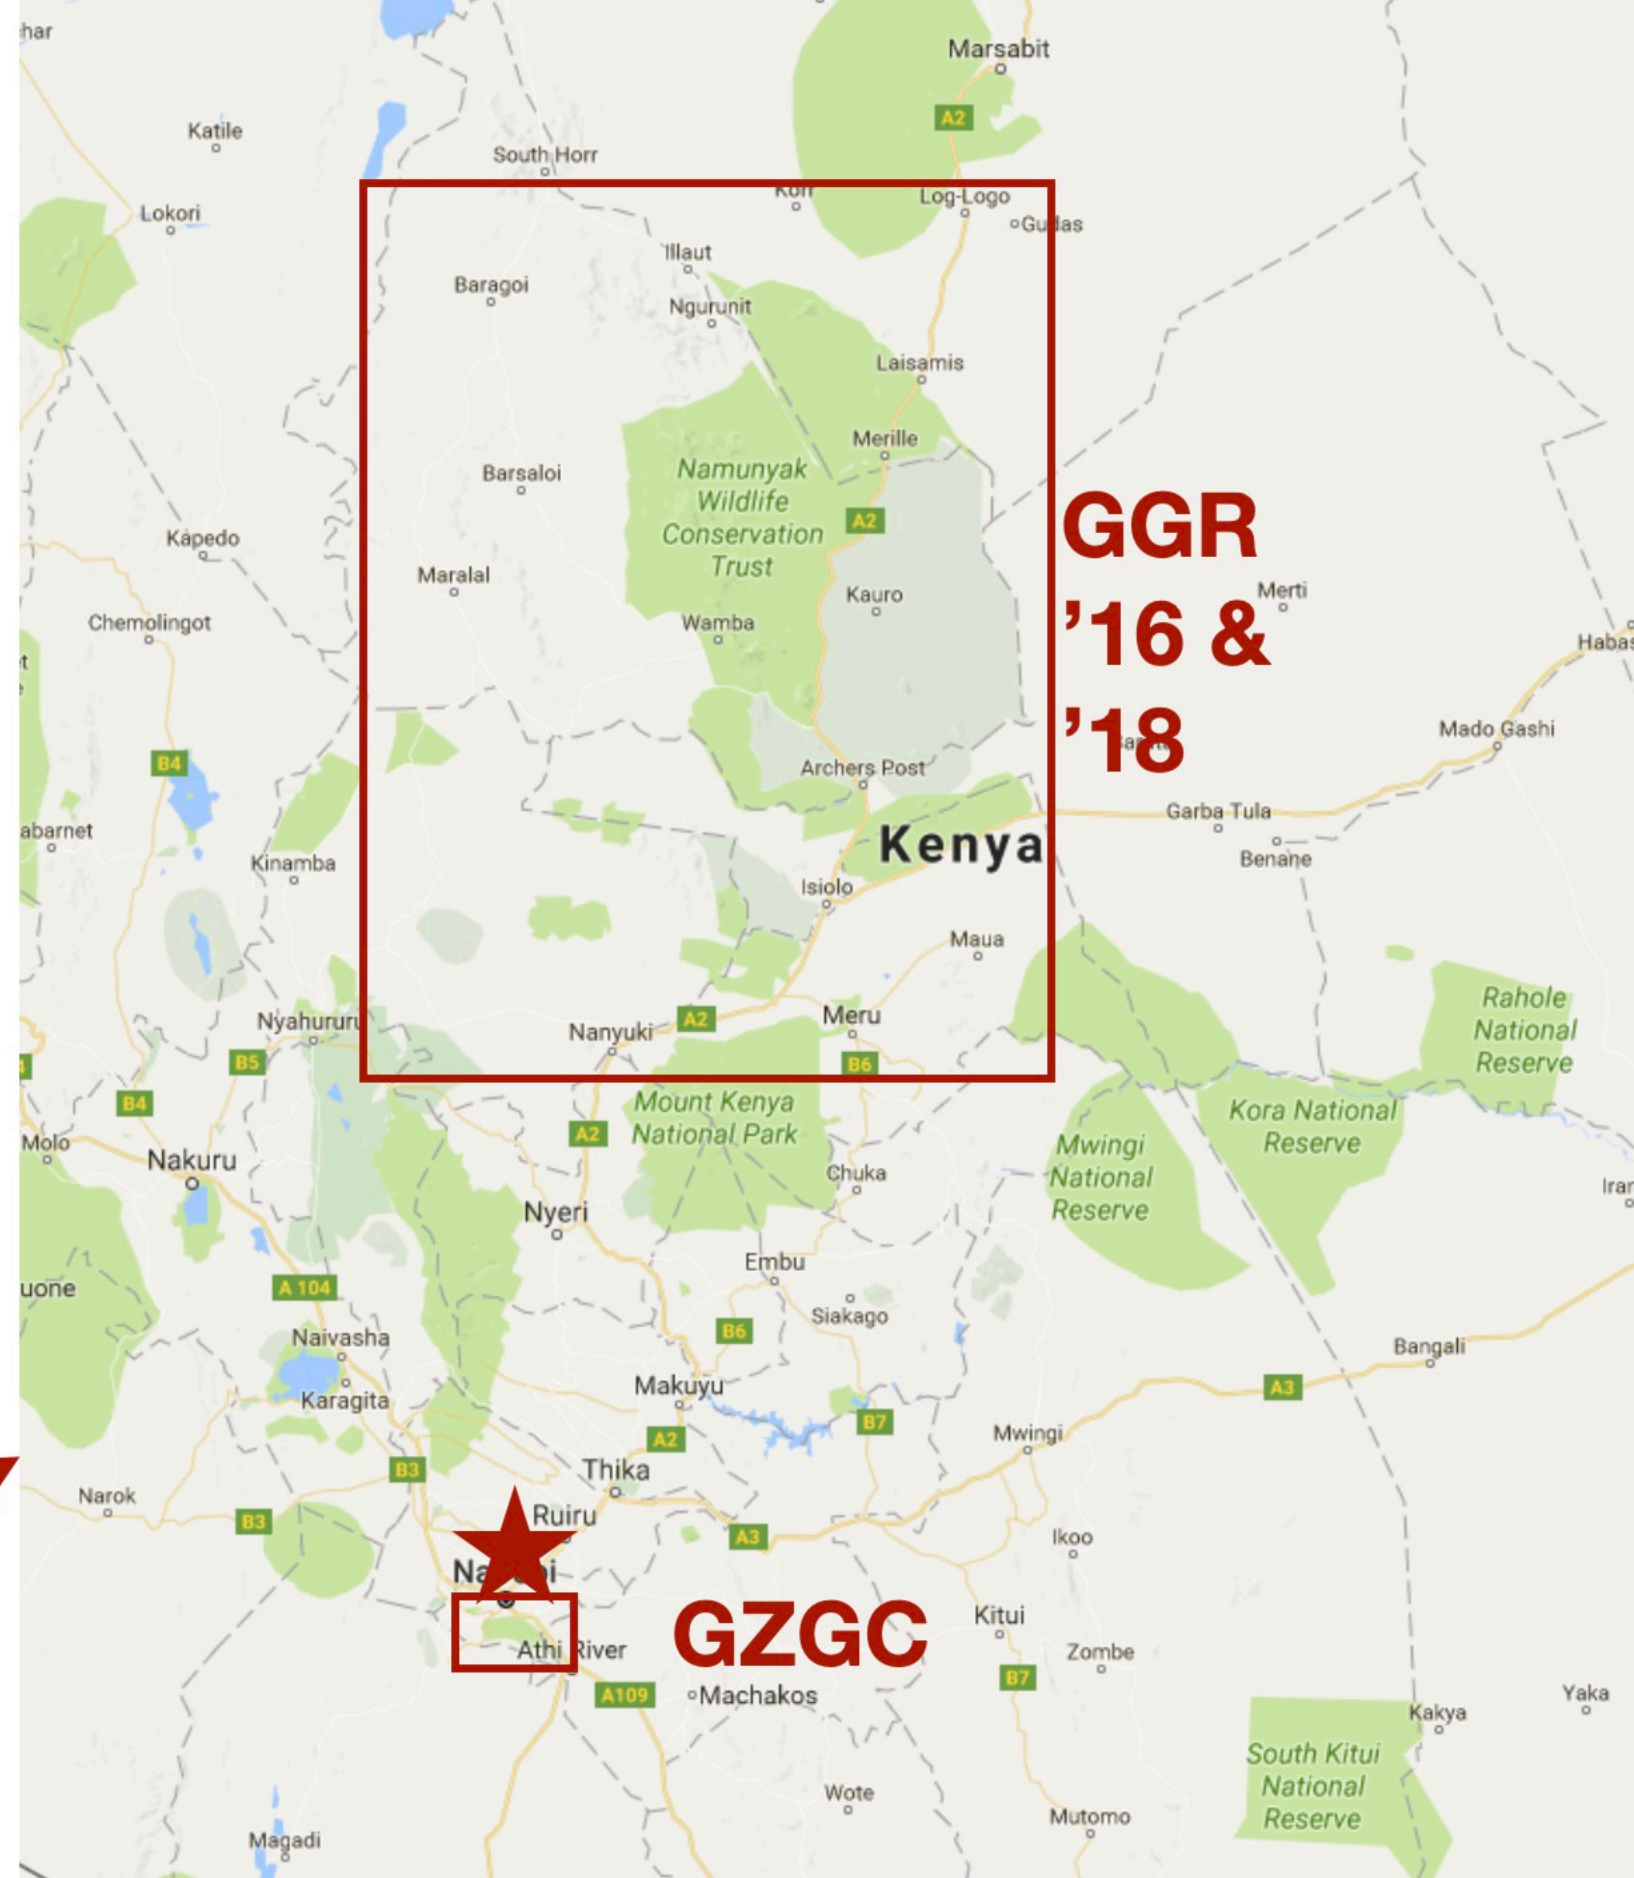 har
Marsabit
A2
Katile
South Horr
Korr
Log-Logo
Lokori
Gudas
Illaut
Baragoi
Ngurunit
Laisamis
Merille
Barsaloi
Namunyak
Wildlife
Conservation
Trust
A2
GGR
’16 &
’18
Kapedo
Maralal
Kauro
Merti
Chemolingot
Wamba
Habas
t
Mado Gashi
B4
Archers Post
Garba Tula
abarnet
Kenya
Benane
Kinamba
Isiolo
Maua
Rahole
National
Reserve
Nyahururu
Nanyuki
A2
Meru
B5
B6
B4
Mount Kenya
National Park
Kora National
Reserve
A2
Molo
Mwingi
National
Reserve
Nakuru
Chuka
Iran
Nyeri
Embu
uone
A 104
Siakago
Naivasha
B6
Bangali
Karagita
Makuyu
A3
B7
A2
Mwingi
B3
Thika
Narok
Ruiru
B3
A3
Ikoo
GZGC
Kitui
Athi River
Zombe
B7
A109
Machakos
Yaka
Kakya
South Kitui
National
Reserve
Wote
Mutomo
Magadi